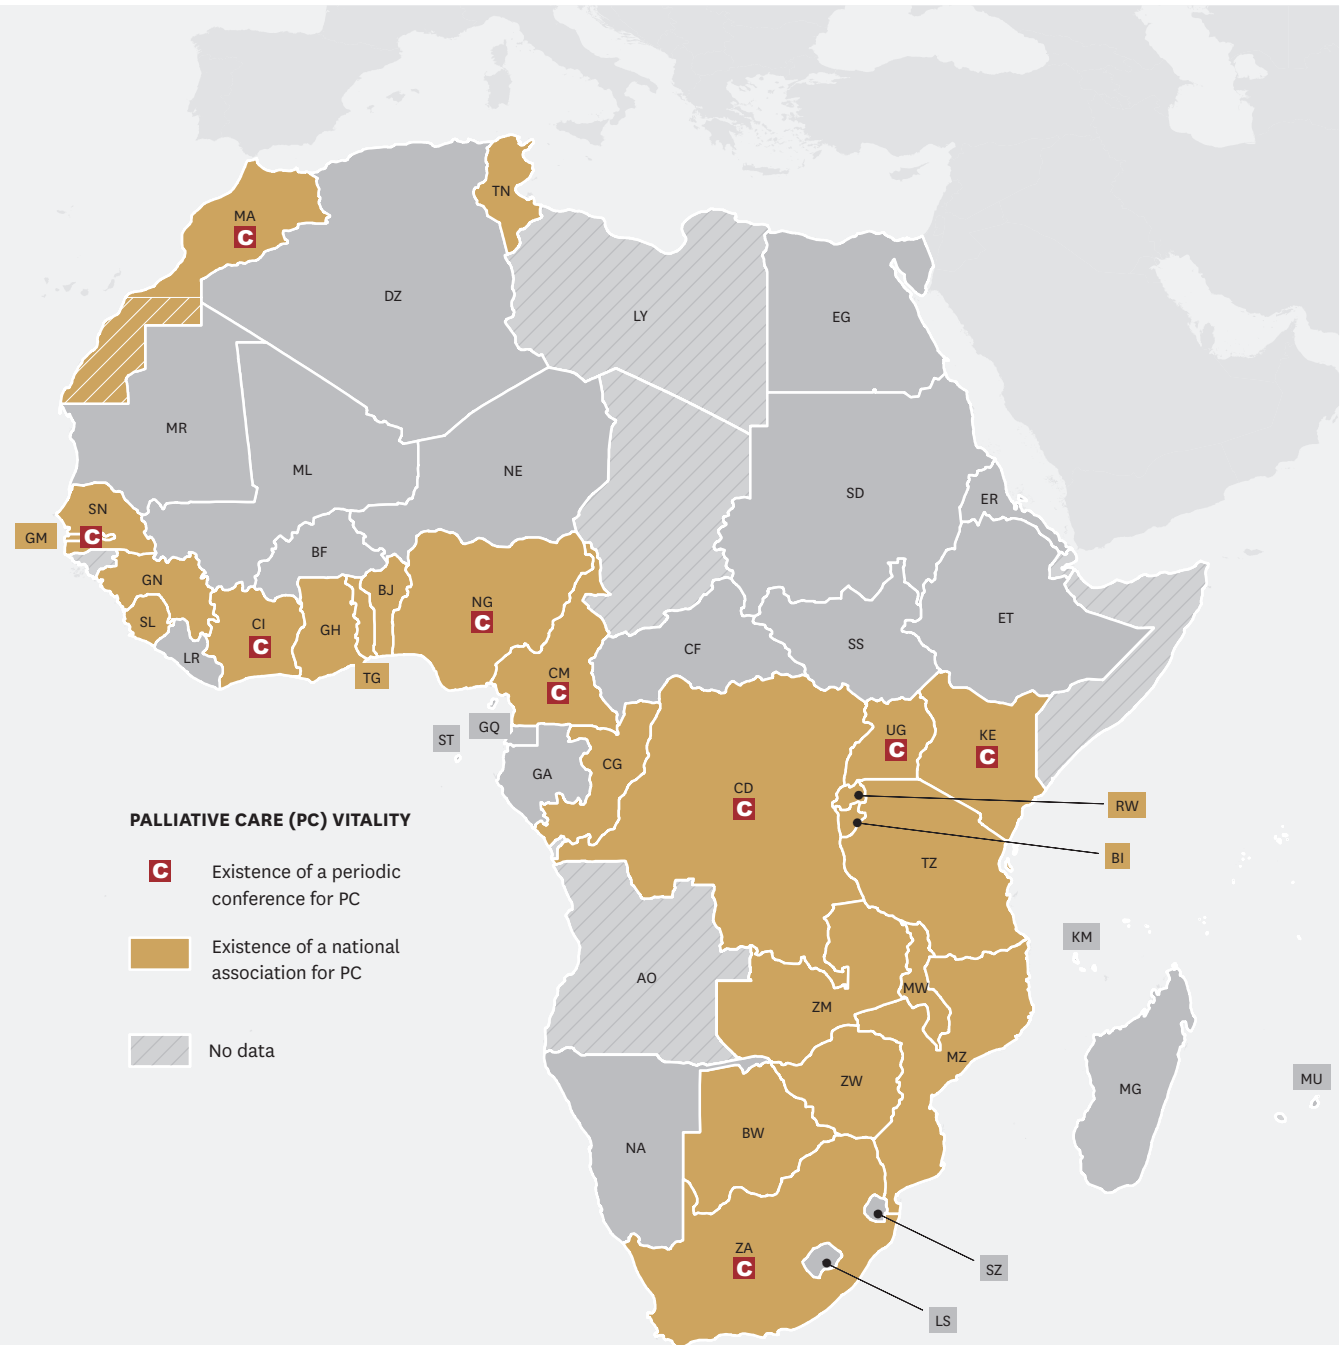 TN
MA
C
DZ
LY
EG
MR
ML
NE
SD
ER
SN
GM
C
BF
GN
BJ
NG
C
ET
SL
CI
C
GH
LR
CF
SS
CM
C
TG
GQ
ST
UG
C
KE
C
CG
GA
CD
C
RW
BI
TZ
PALLIATIVE CARE (PC) VITALITY
C
Existence of a periodic
conference for PC
Existence of a national
association for PC
No data
KM
AO
MW
ZM
MZ
ZW
MG
MU
BW
NA
ZA
C
SZ
LS